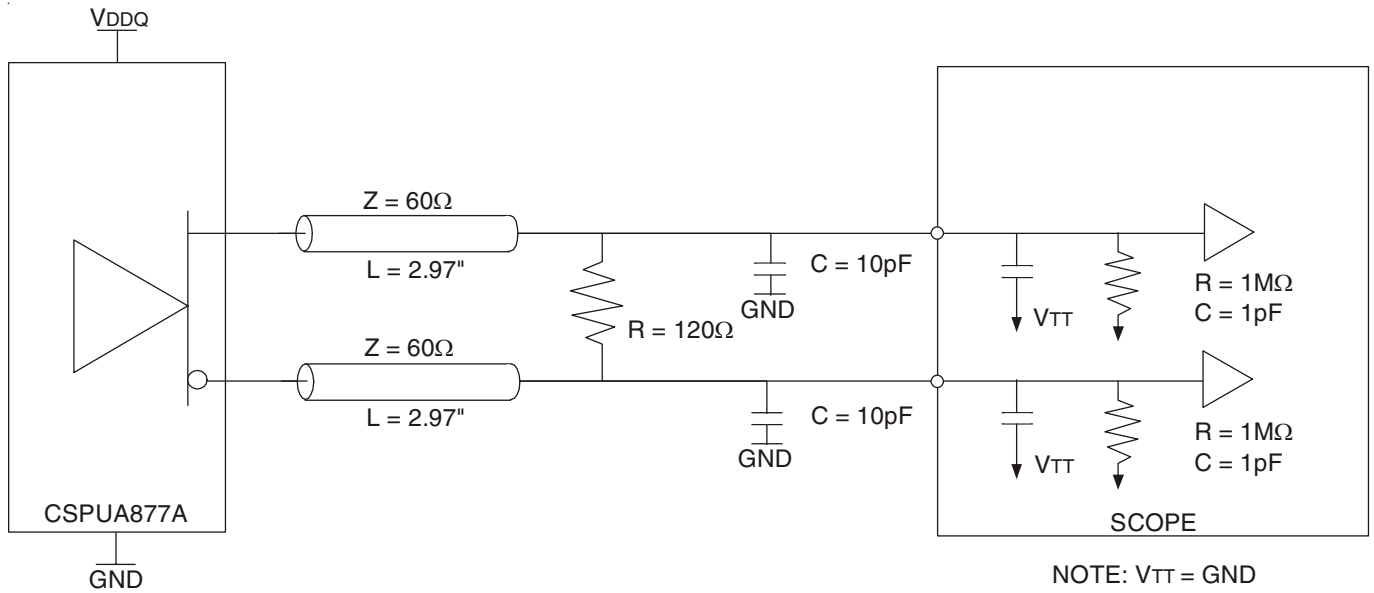 VDDQ
Z = 60Ω
L = 2.97"
C = 10pF
GND
R = 120Ω
Z = 60Ω
L = 2.97"
C = 10pF
GND
CSPUA877A
GND
VTT
R = 1MΩ
C = 1pF
VTT
R = 1MΩ
C = 1pF
SCOPE
NOTE: VTT = GND